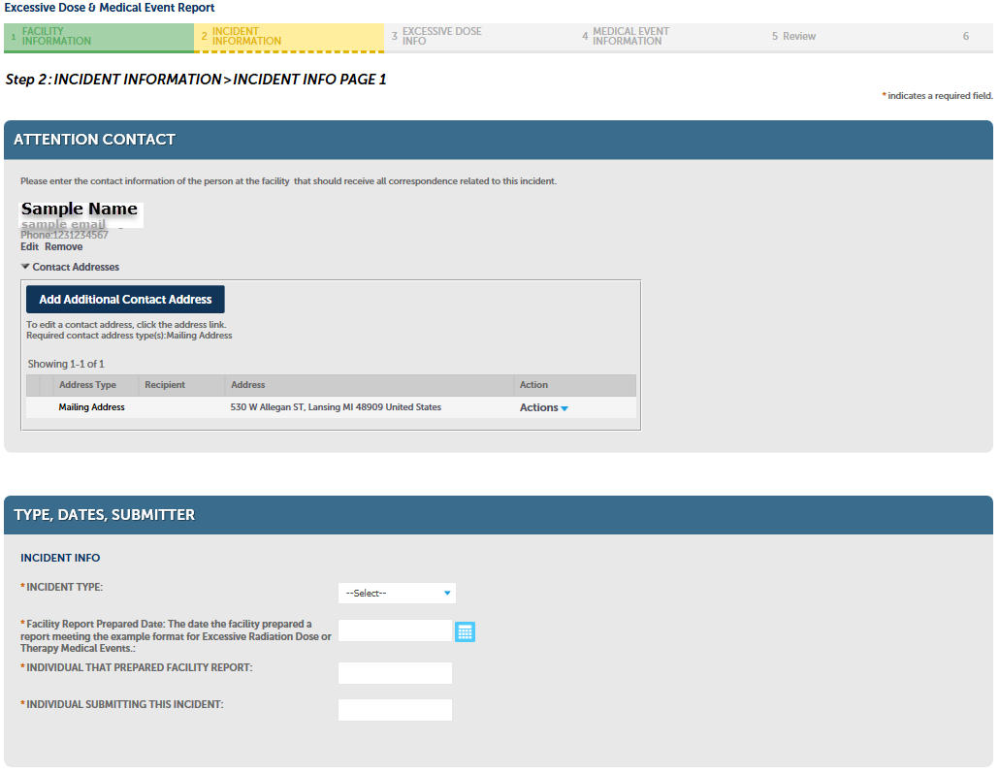 Excessive Dose & Medical Event Report
1 FACILITY INFORMATION
2 INCIDENT INFORMATION
3 EXCESSIVE DOSE INFO
4 MEDICAL EVENT INFORMATION
5 Review
6
Step 2:INCIDENT INFORMATION>INCIDENT INFO PAGE 1
*indicates a required field.
ATTENTION CONTACT
Please enter the contact information of the person at the facility that should receive all correspondence related to this incident.
Sample Name
sample email
Phone:1231234567
Edit Remove
Contact Addresses
Add Additional Contact Address
To edit a contact address, click the address link.
Required contact address type(s):Mailing Address
Showing 1-1 of 1
Address Type Recipient Address Action
Mailing Address 530 W Allegan ST, Lansing MI 48909 United States Actions
TYPE, DATES, SUBMITTER
INCIDENT INFO
*INCIDENT TYPE: --Select--
*Facility Report Prepared Date: The date the facility prepared a
report meeting the example format for Excessive Radiation Dose or
Therapy Medical Events.:
*INDIVIDUAL THAT PREPARED FACILITY REPORT:
*INDIVIDUAL SUBMITTING THIS INCIDENT: